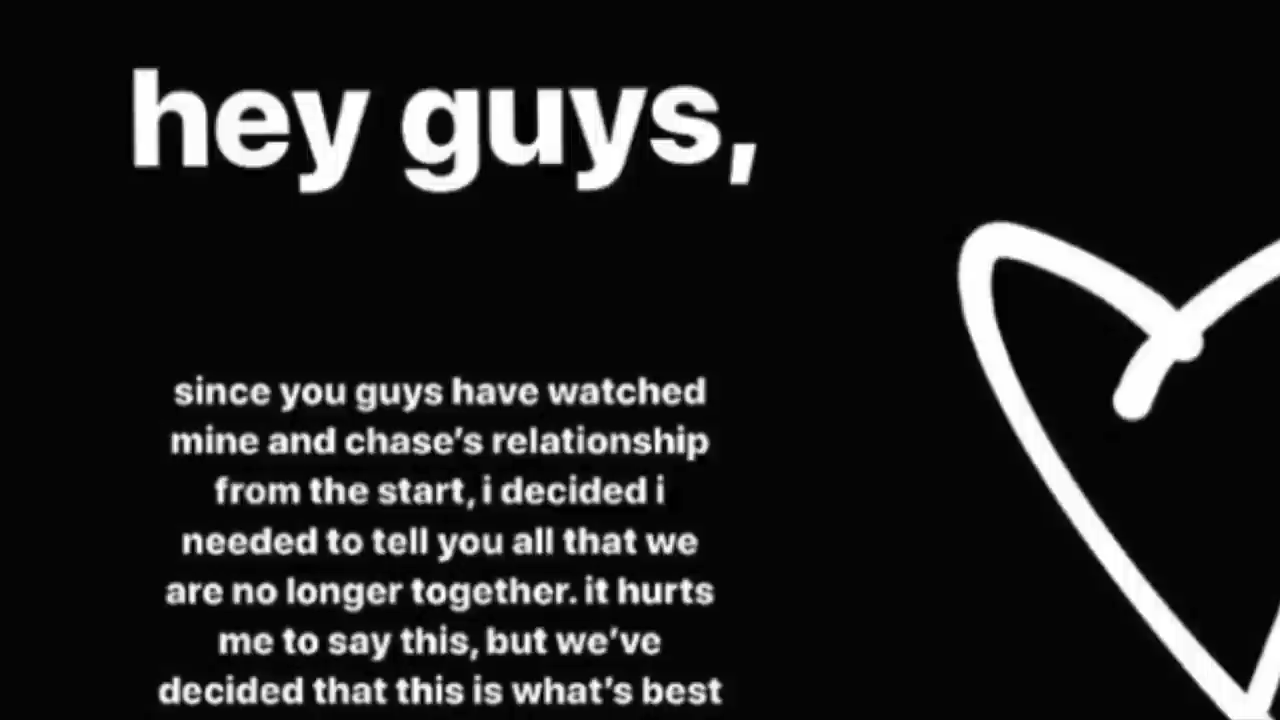 hey guys,
since you guys have watched
mine and chase's relationship
from the start, i decided i
needed to tell you all that we
are no longer together. it hurts
me to say this, but we've
decided that this is what's best